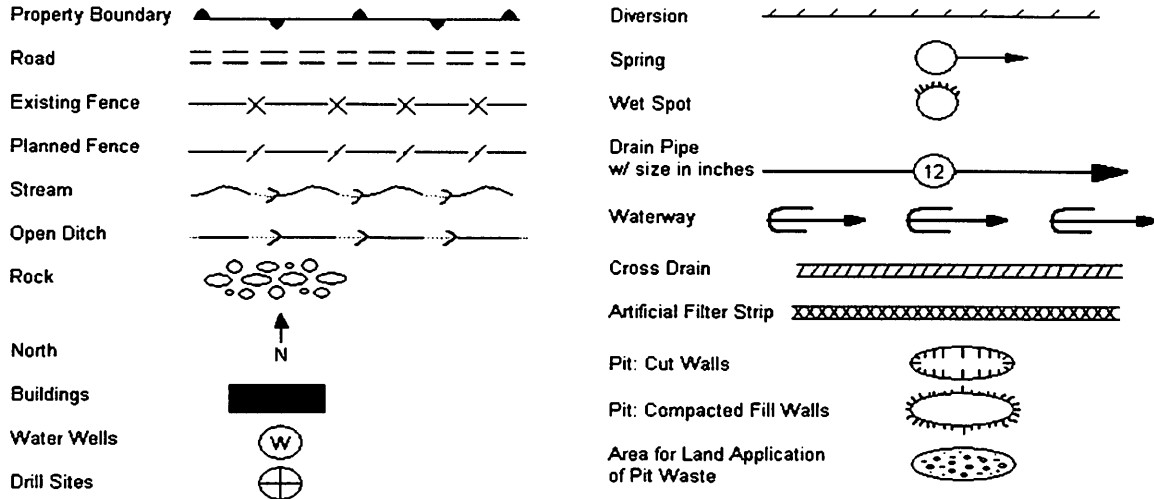 Property Boundary
Road
Existing Fence
Planned Fence
Stream
Open Ditch
Rock
North
N
Buildings
Water Wells
W
Drill Sites
Diversion
Spring
Wet Spot
Drain Pipe
w/ size in inches
12
Waterway
Cross Drain
Artificial Filter Strip
Pit: Cut Walls
Pit: Compacted Fill Walls
Area for Land Application
of Pit Waste